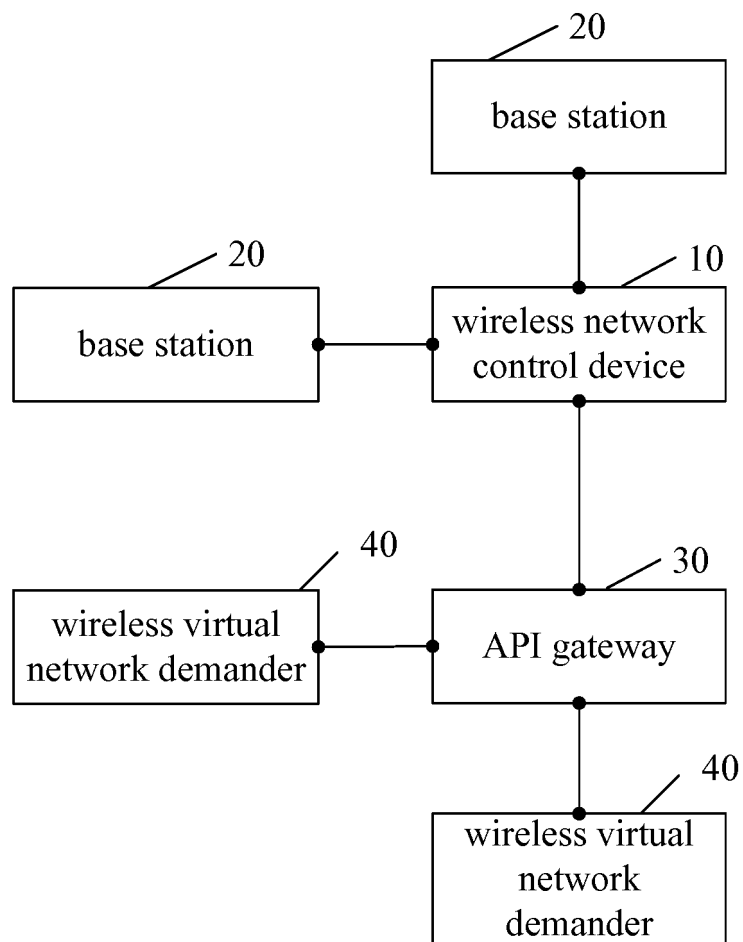 20
base station
20
base station
10
wireless network
control device
40
wireless virtual
network demander
30
API gateway
40
wireless virtual
network
demander